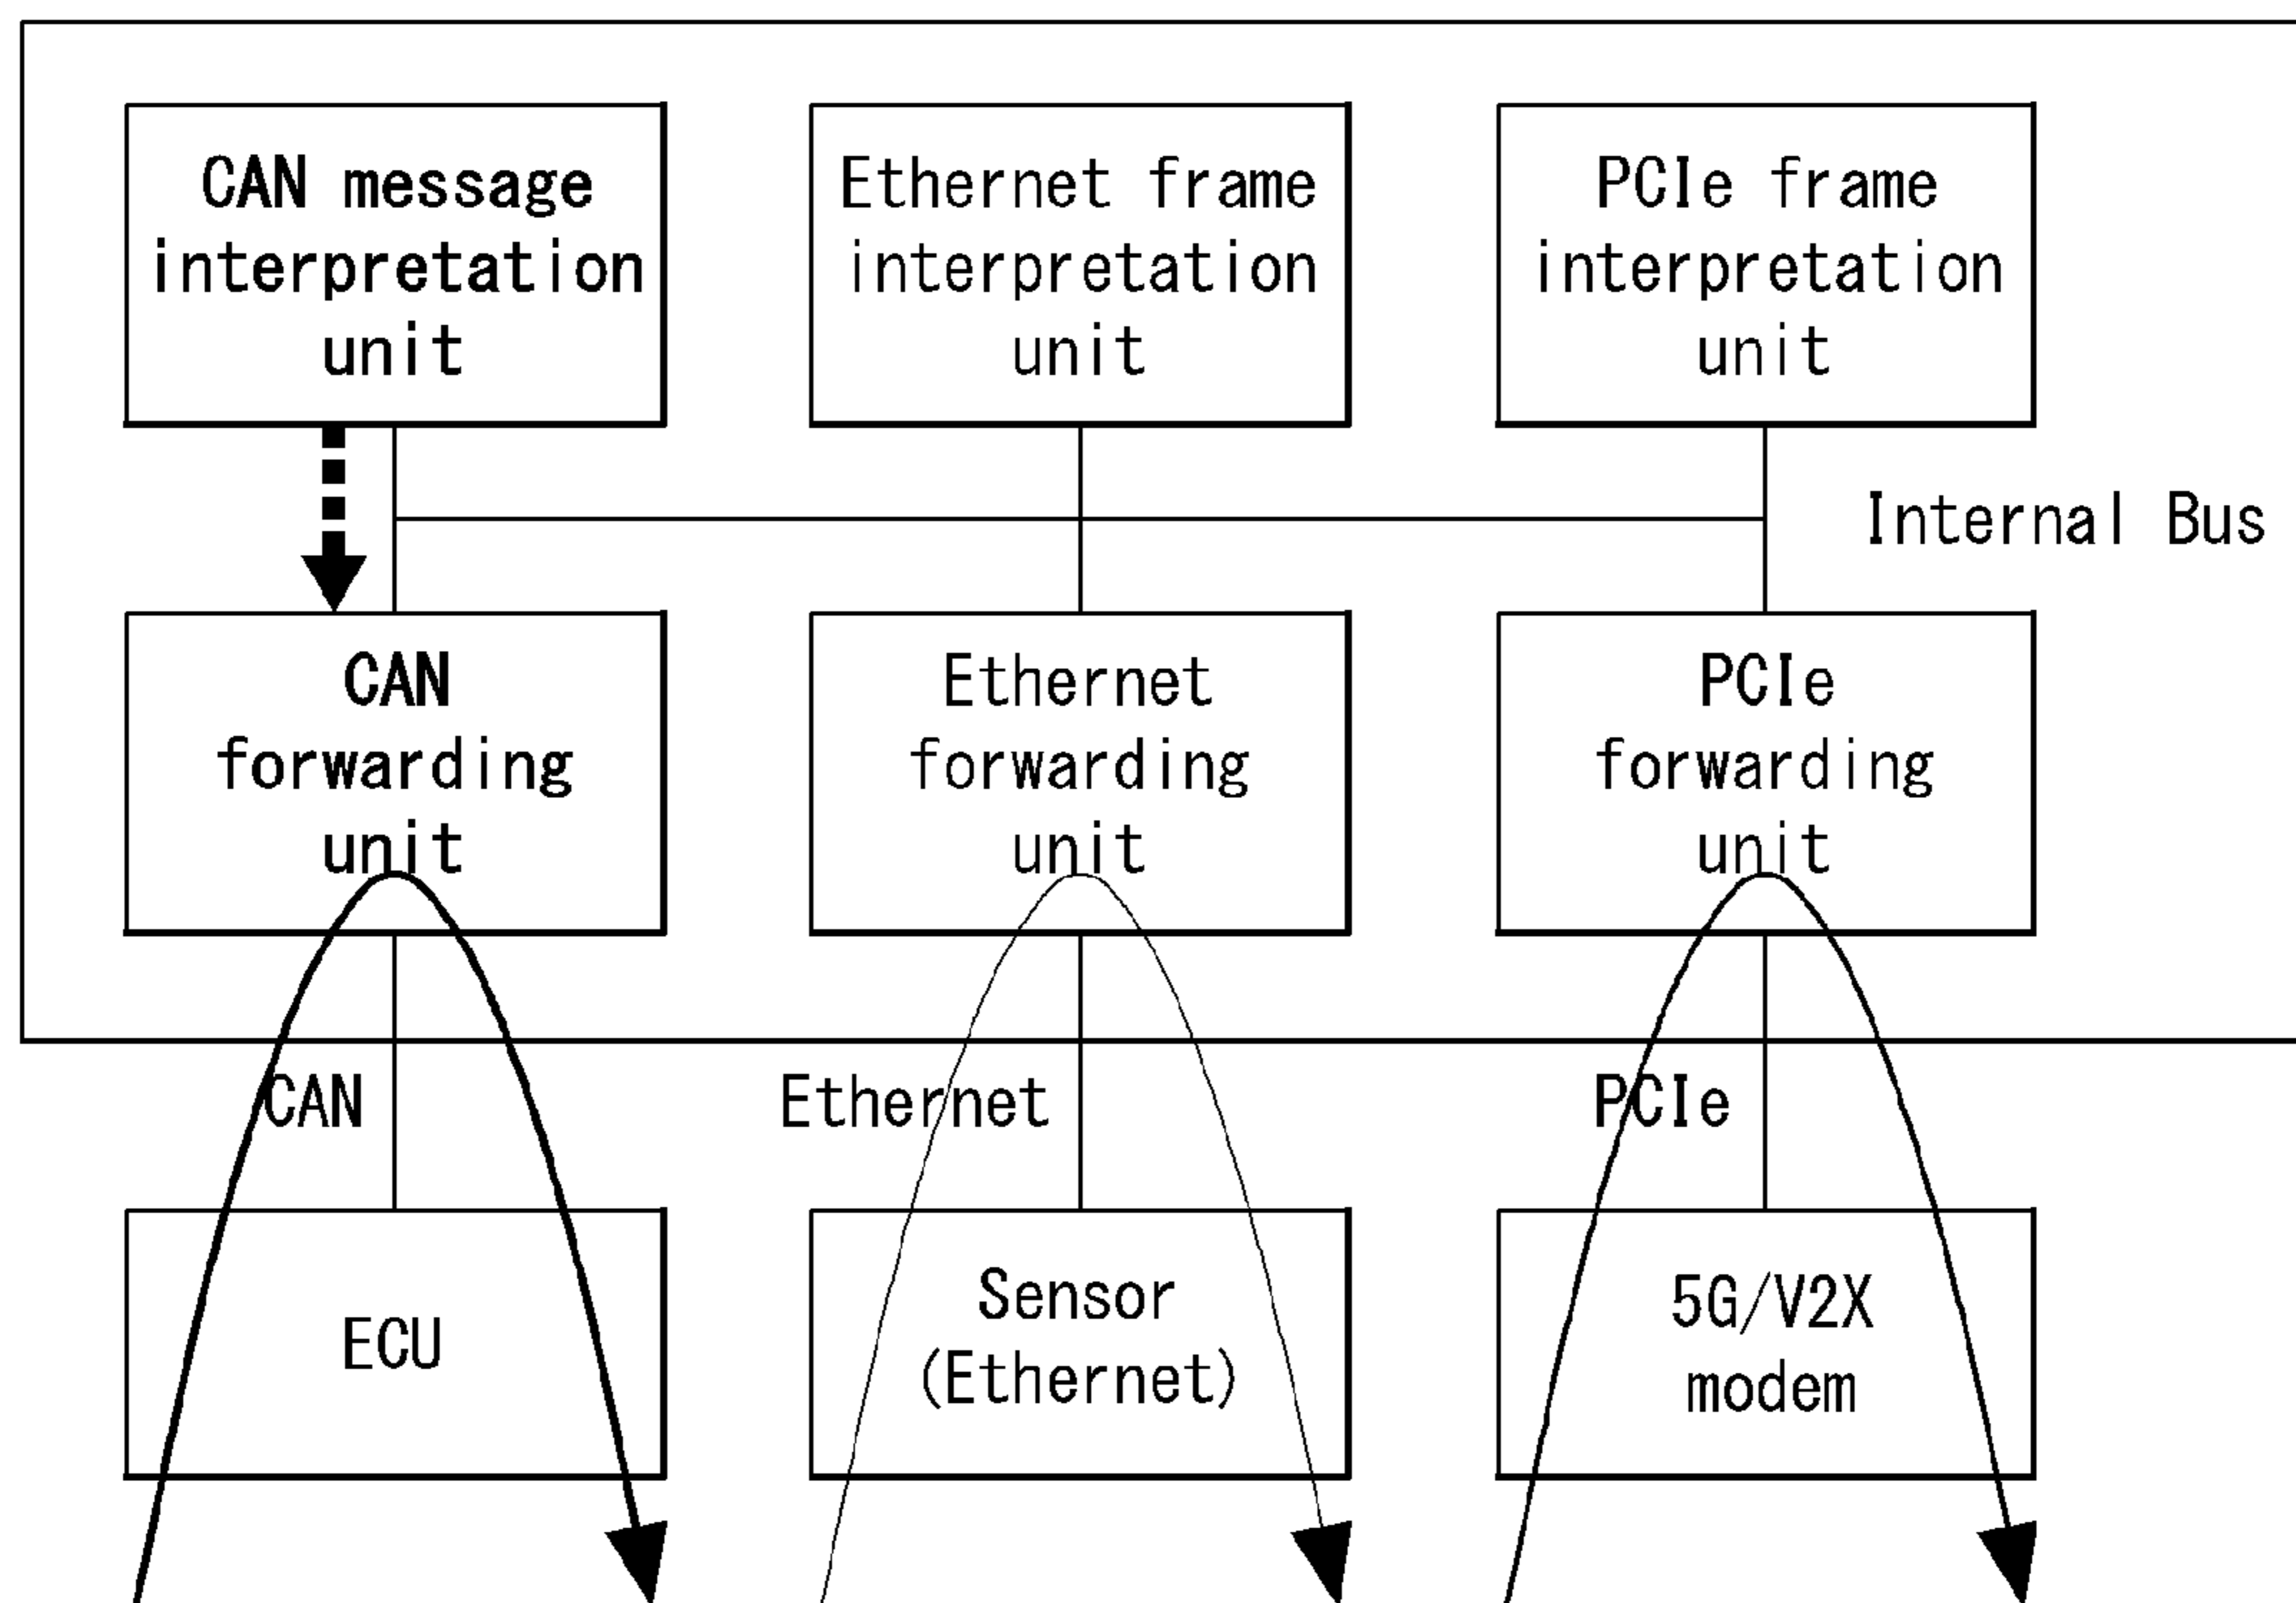 CAN message
interpretation
unit
Ethernet frame
interpretation
unit
PCIe frame
interpretation
unit
Internal Bus
CAN
forwarding
unit
Ethernet
forwarding
unit
PCIe
forwarding
unit
CAN
Ethernet
PCIe
ECU
Sensor
(Ethernet)
5G/V2X
modem